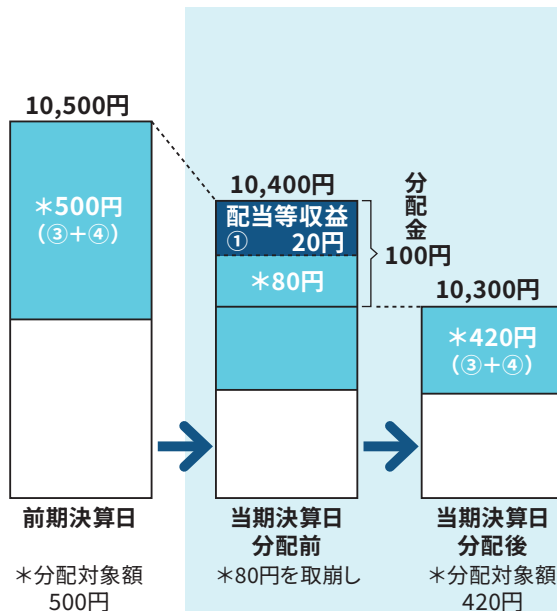 10,500円
＊500円
（③＋④）
前期決算日
＊分配対象額
500円
10,400円
配当等収益
① 20円
＊80円
分配金
100円
当期決算日
分配前
＊80円を取崩し
10,300円
＊420円
（③＋④）
当期決算日
分配後
＊分配対象額
420円